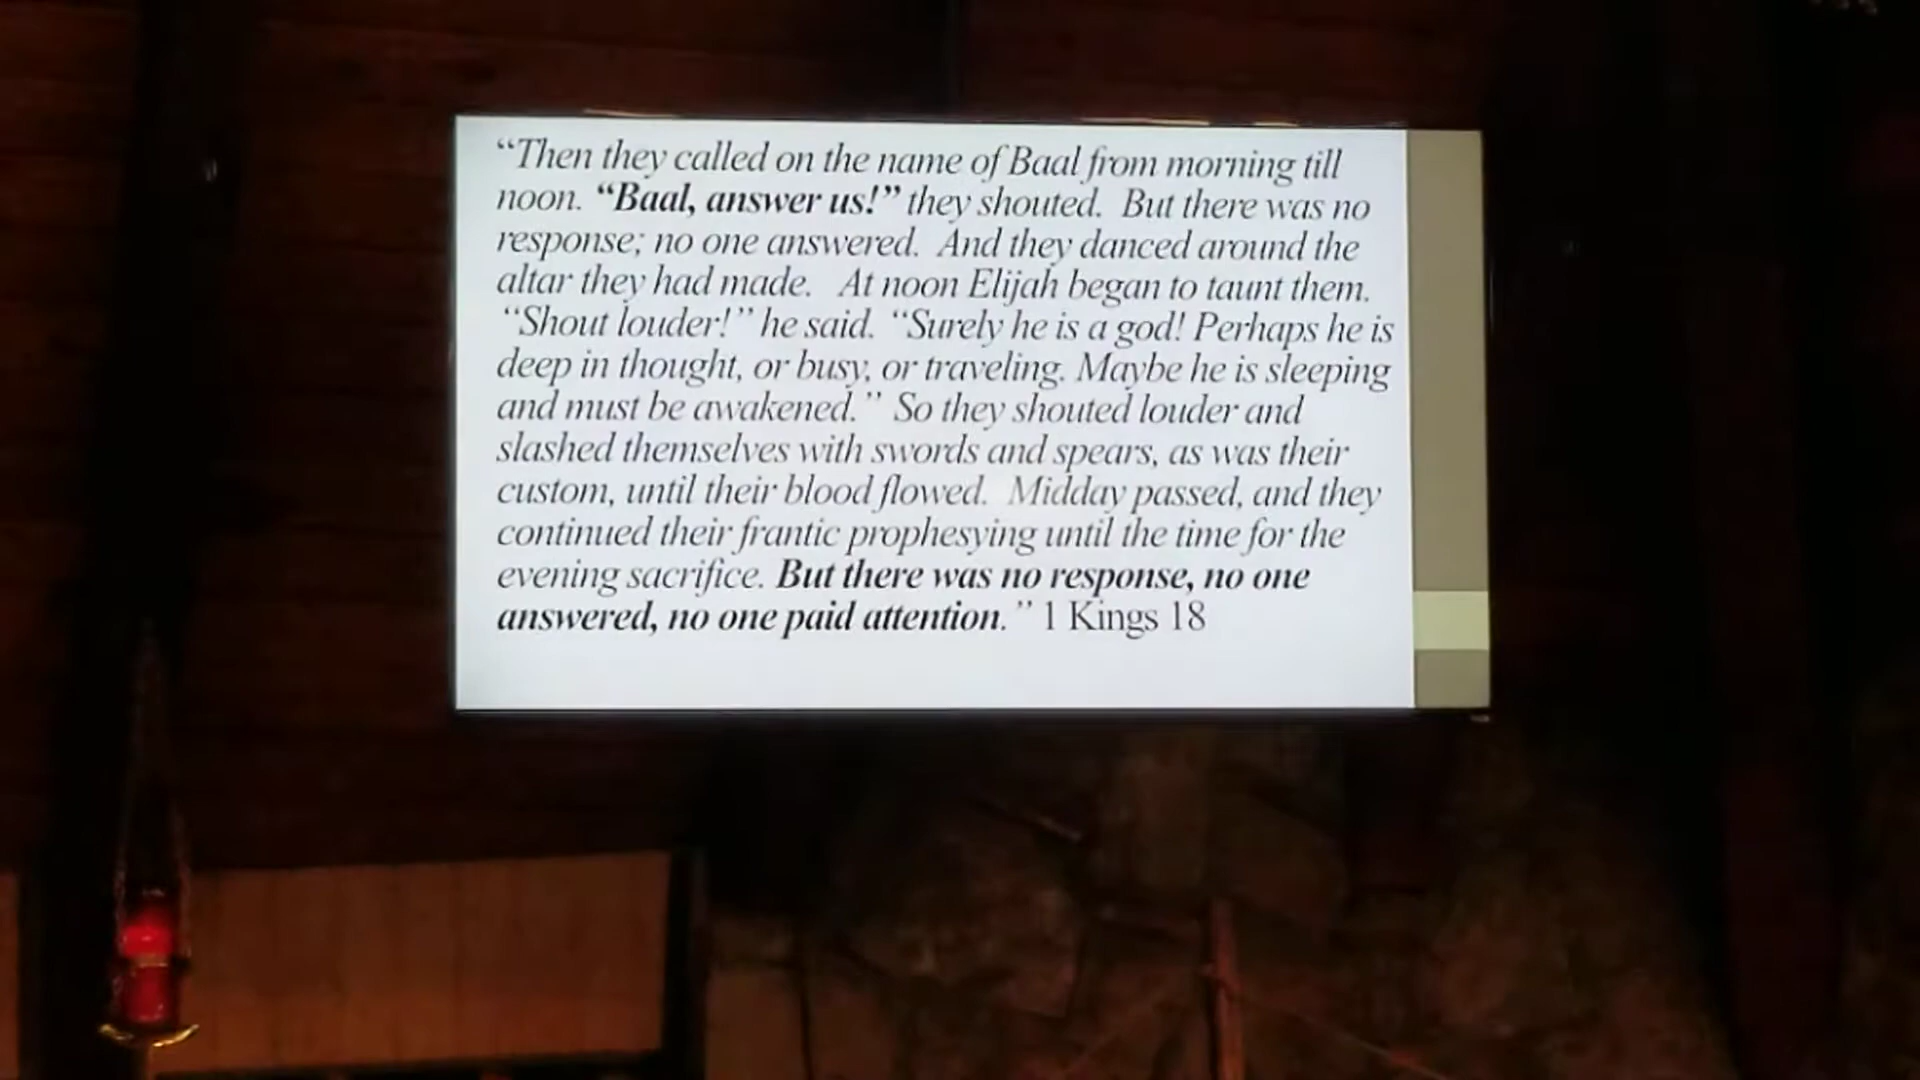 “Then they called on the name of Baal from morning till
noon. “Baal, answer us!” they shouted.  But there was no
response; no one answered.  And they danced around the
altar they had made.   At noon Elijah began to taunt them.
“Shout louder!” he said. “Surely he is a god! Perhaps he is
deep in thought, or busy, or traveling. Maybe he is sleeping
and must be awakened.” So they shouted louder and
slashed themselves with swords and spears, as was their
custom, until their blood flowed.  Midday passed, and they
continued their frantic prophesying until the time for the
evening sacrifice. But there was no response, no one
answered, no one paid attention.” 1 Kings 18